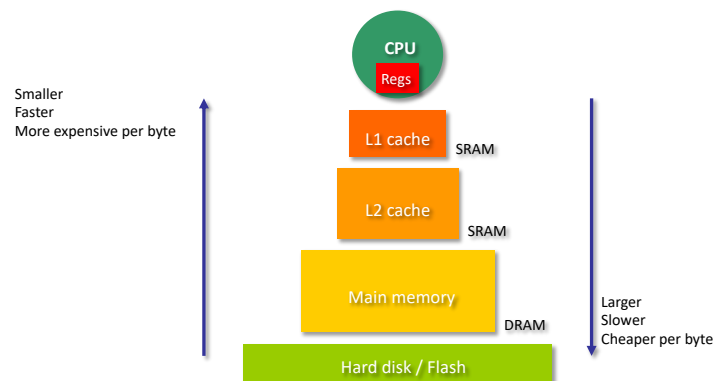 CPU
Regs
Smaller
Faster
More expensive per byte
L1 cache
SRAM
L2 cache
SRAM
Main memory
DRAM
Larger
Slower
Cheaper per byte
Hard disk / Flash